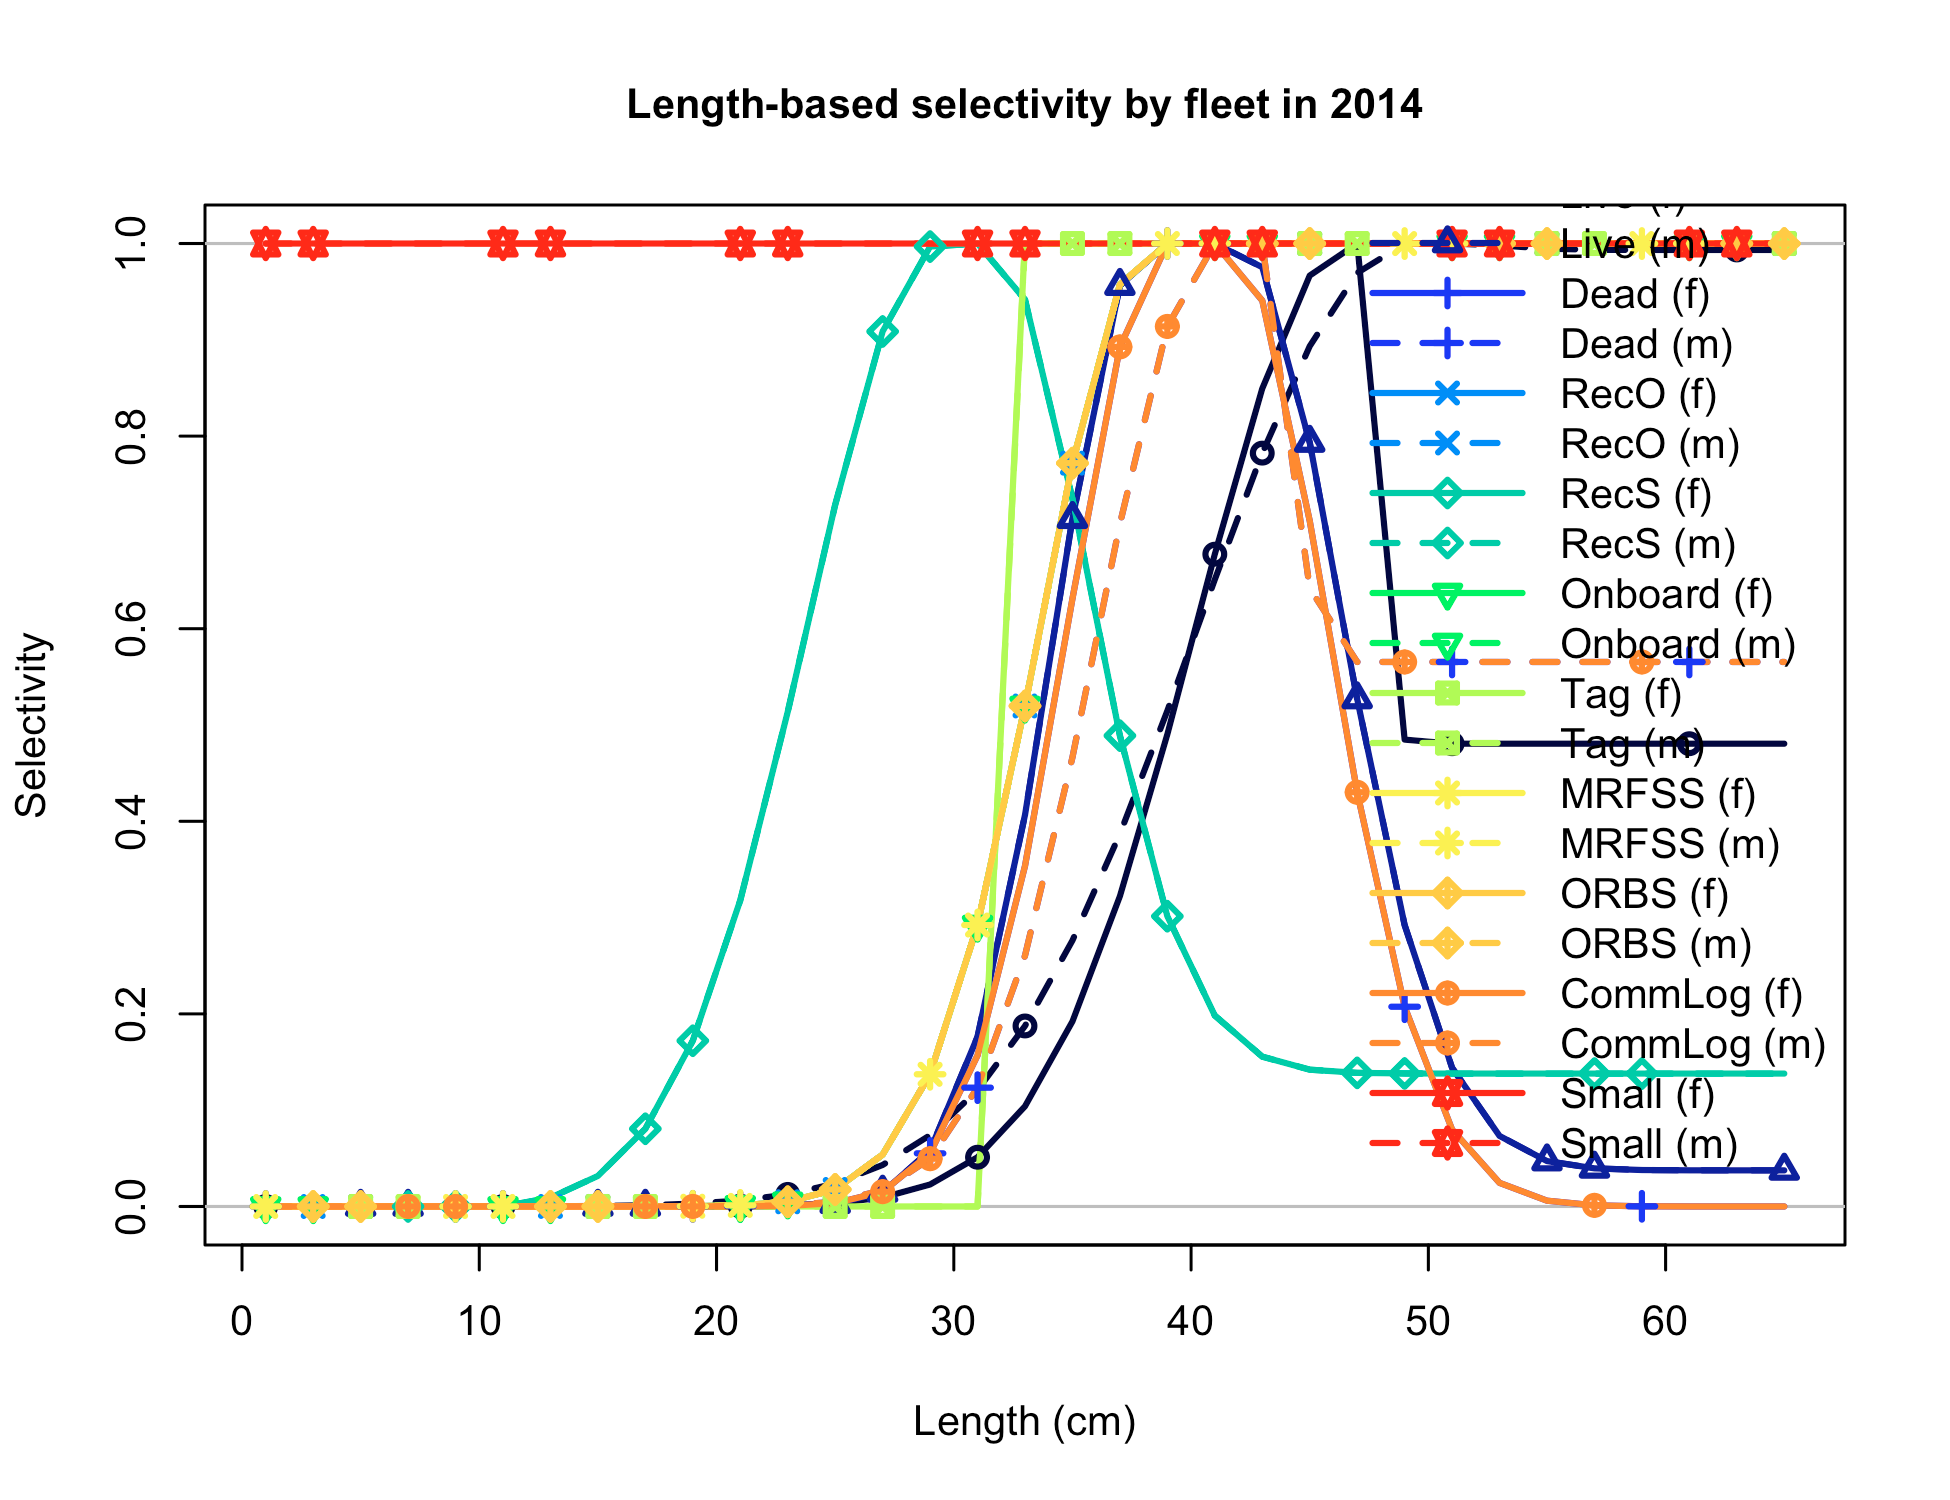 Length-based selectivity by fleet in 2014
Selectivity
1.0
0.8
0.6
0.4
0.2
0.0
Live (m)
Dead (f)
Dead (m)
RecO (f)
RecO (m)
RecS (f)
RecS (m)
Onboard (f)
Onboard (m)
Tag (f)
Tag (m)
MRFSS (f)
MRFSS (m)
ORBS (f)
ORBS (m)
CommLog (f)
CommLog (m)
Small (f)
Small (m)
0 10 20 30 40 50 60
Length (cm)